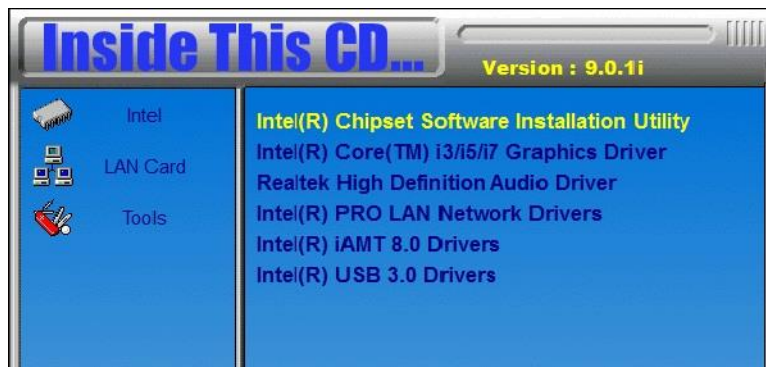 Inside This CD...
Version : 9.0.1i
Intel
LAN Card
Tools
Intel(R) Chipset Software Installation Utility
Intel(R) Core(TM) i3/i5/i7 Graphics Driver
Realtek High Definition Audio Driver
Intel(R) PRO LAN Network Drivers
Intel(R) iAMT 8.0 Drivers
Intel(R) USB 3.0 Drivers